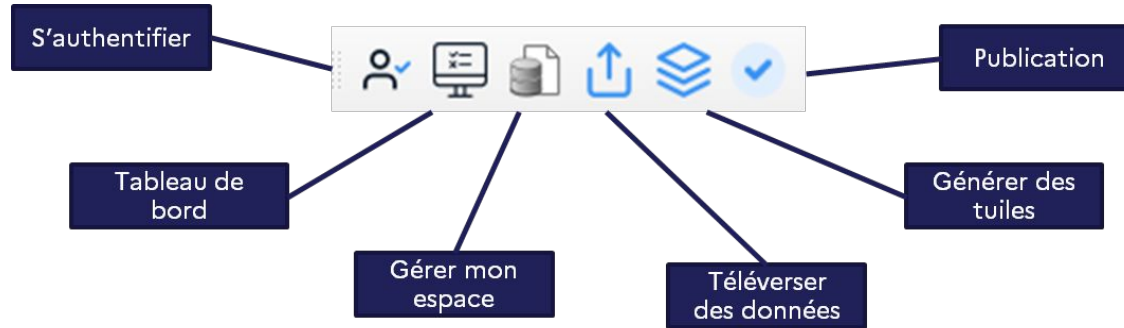 S'authentifier
Publication
Tableau de
bord
Générer des
tuiles
Gérer mon
espace
Téléverser
des données